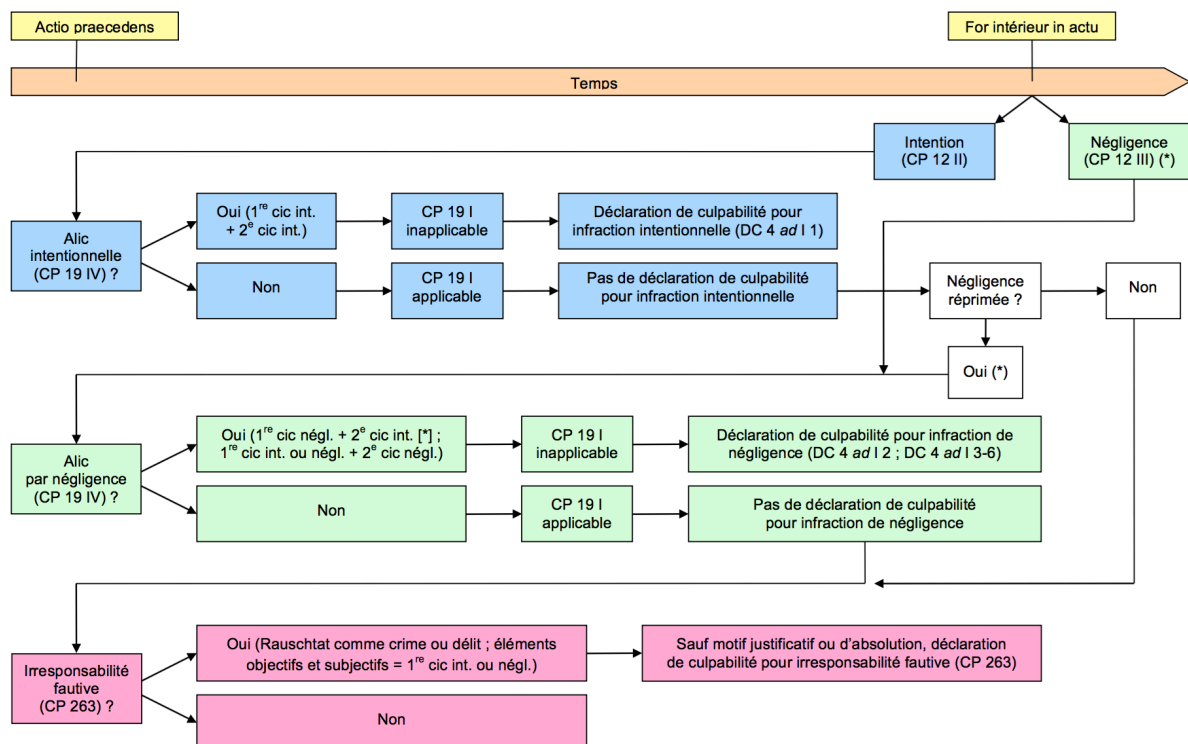 Actio praecedens
For intérieur in actu
Temps
Intention
(CP 12 II)
Négligence
(CP 12 III) (*)
Alic
intentionnelle
(CP 19 IV) ?
Oui (1re cic int.
+ 2e cic int.)
CP 19 I
inapplicable
Déclaration de culpabilité pour
infraction intentionnelle (DC 4 ad I 1)
Non
CP 19 I
applicable
Pas de déclaration de culpabilité
pour infraction intentionnelle
Négligence
réprimée ?
Non
Oui (*)
Alic
par négligence
(CP 19 IV) ?
Oui (1re cic négl. + 2e cic int. [*] ;
1re cic int. ou négl. + 2e cic négl.)
CP 19 I
inapplicable
Déclaration de culpabilité pour infraction de
négligence (DC 4 ad I 2 ; DC 4 ad I 3-6)
Non
CP 19 I
applicable
Pas de déclaration de culpabilité
pour infraction de négligence
Irresponsabilité
fautive
(CP 263) ?
Oui (Rauschtat comme crime ou délit ; éléments
objectifs et subjectifs = 1re cic int. ou négl.)
Sauf motif justificatif ou d'absolution, déclaration
de culpabilité pour irresponsabilité fautive (CP 263)
Non